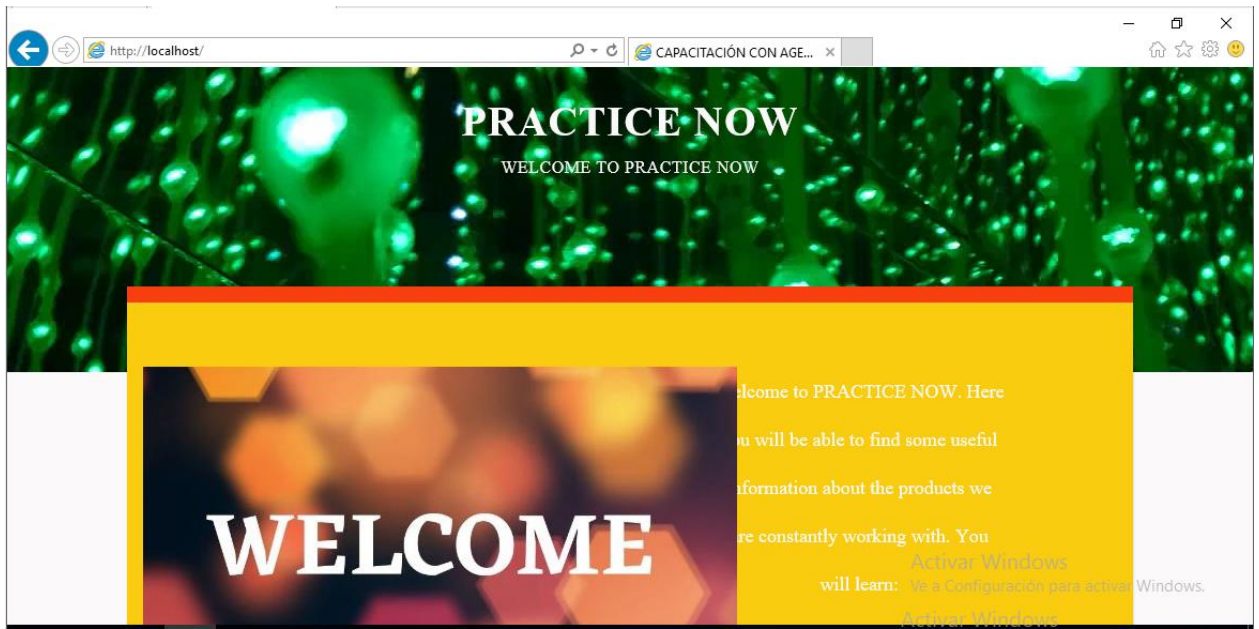 http://localhost/
CAPACITACIÓN CON AGE...
PRACTICE NOW
WELCOME TO PRACTICE NOW
elcome to PRACTICE NOW. Here
u will be able to find some useful
formation about the products we
re constantly working with. You
will learn:
WELCOME
Activar Windows
Ve a Configuración para activar Windows.
Activar Windows